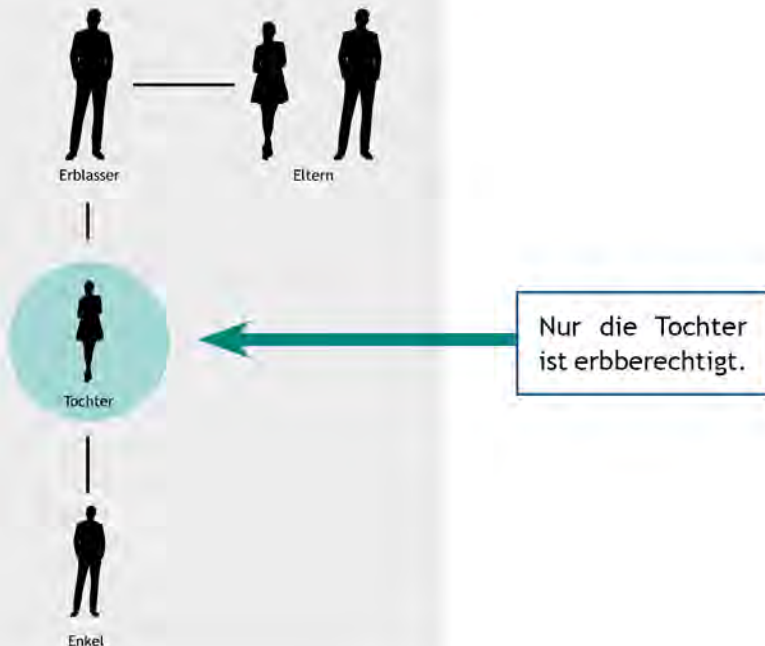 Erblasser
Eltern
Tochter
Nur die Tochter
ist erbberechtigt.
Enkel